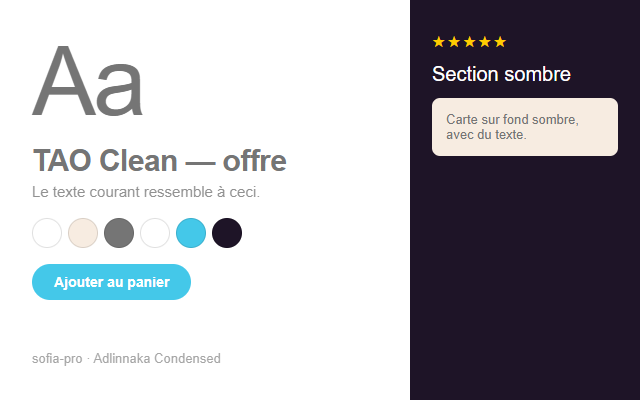 Aa
TAO Clean — offre
Le texte courant ressemble à ceci.
Ajouter au panier
sofia-pro · Adlinnaka Condensed
★★★★★
Section sombre
Carte sur fond sombre,
avec du texte.